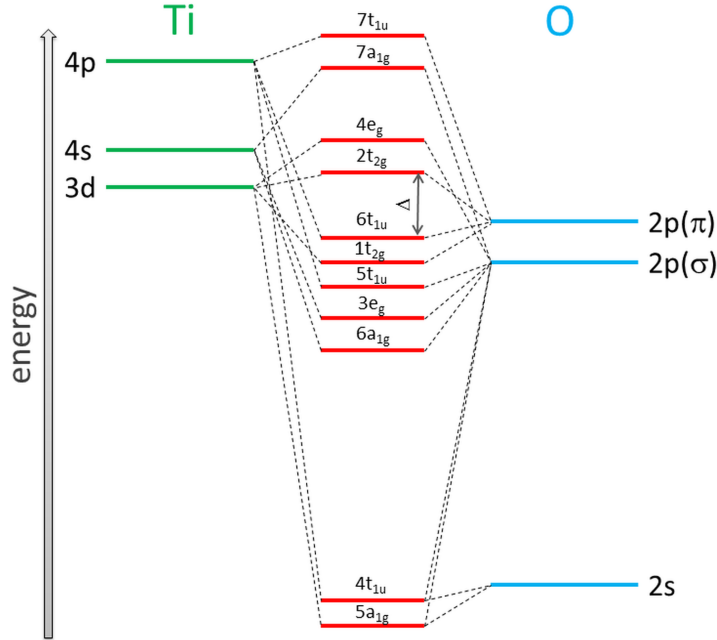 Ti
O
energy
4p
4s
3d
7t1u
7a1g
4eg
2t2g
Δ
6t1u
1t2g
5t1u
3eg
6a1g
4t1u
5a1g
2p(π)
2p(σ)
2s